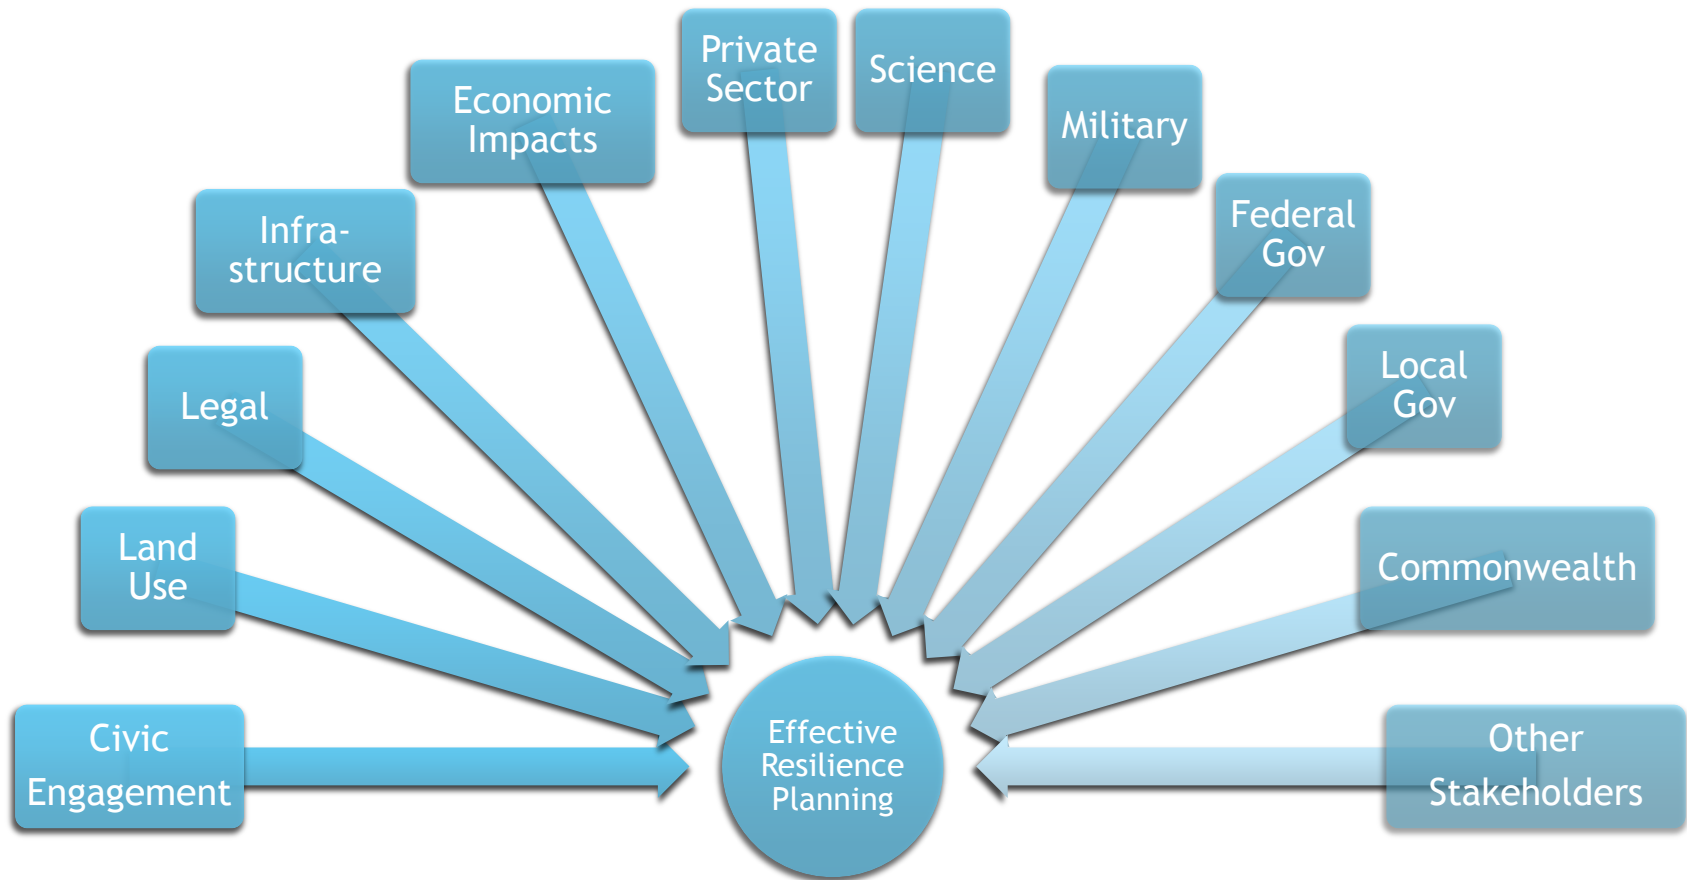 Private
Sector
Science
Economic
Impacts
Military
Infra-
structure
Federal
Gov
Legal
Local
Gov
Land
Use
Commonwealth
Civic
Engagement
Effective
Resilience
Planning
Other
Stakeholders